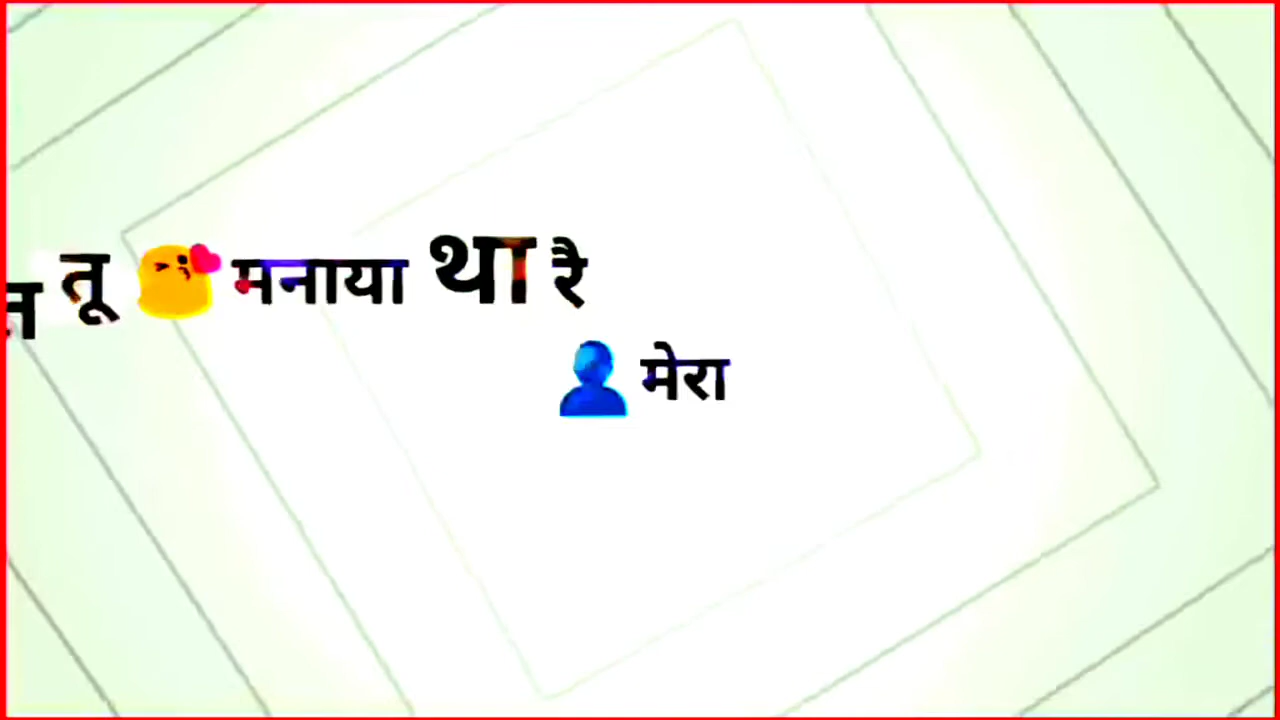 तू 😘 मनाया था रै
👤 मेरा